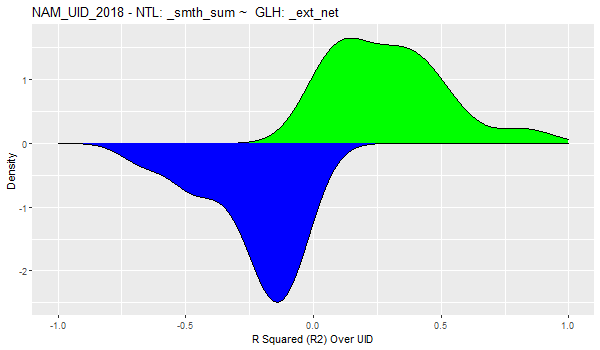 NAM_UID_2018 - NTL: _smth_sum ~ GLH: _ext_net
1
0
-1
-2
Density
-1.0 -0.5 0.0 0.5 1.0
R Squared (R2) Over UID